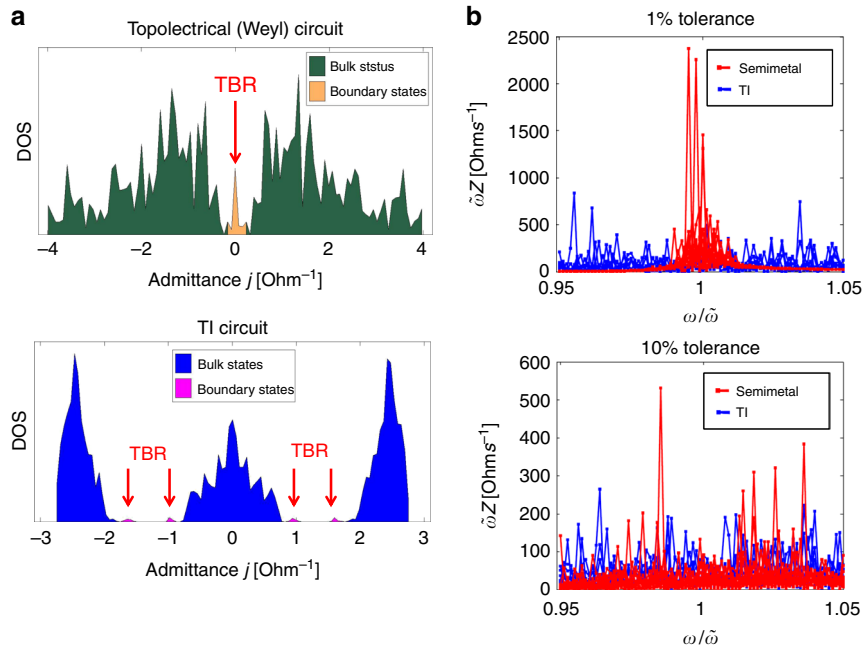 a
Topolectrical (Weyl) circuit
Bulk ststus
Boundary states
TBR
DOS
−4 −2 0 2 4
Admittance j [Ohm⁻¹]
TI circuit
Bulk states
Boundary states
TBR TBR
DOS
−3 −2 −1 0 1 2 3
Admittance j [Ohm⁻¹]
b
1% tolerance
2500
2000
1500
1000
500
0
Semimetal
TI
ω̃Z [Ohms⁻¹]
0.95 1 1.05
ω/ω̃
10% tolerance
600
500
400
300
200
100
0
Semimetal
TI
ω̃Z [Ohms⁻¹]
0.95 1 1.05
ω/ω̃